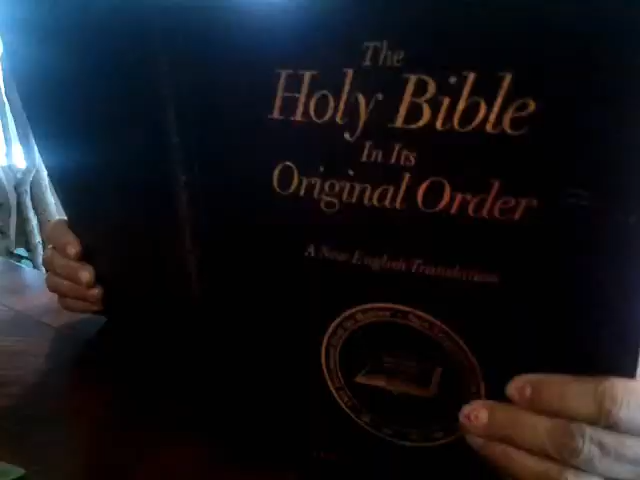 The
Holy Bible
In Its
Original Order
A New English Translation